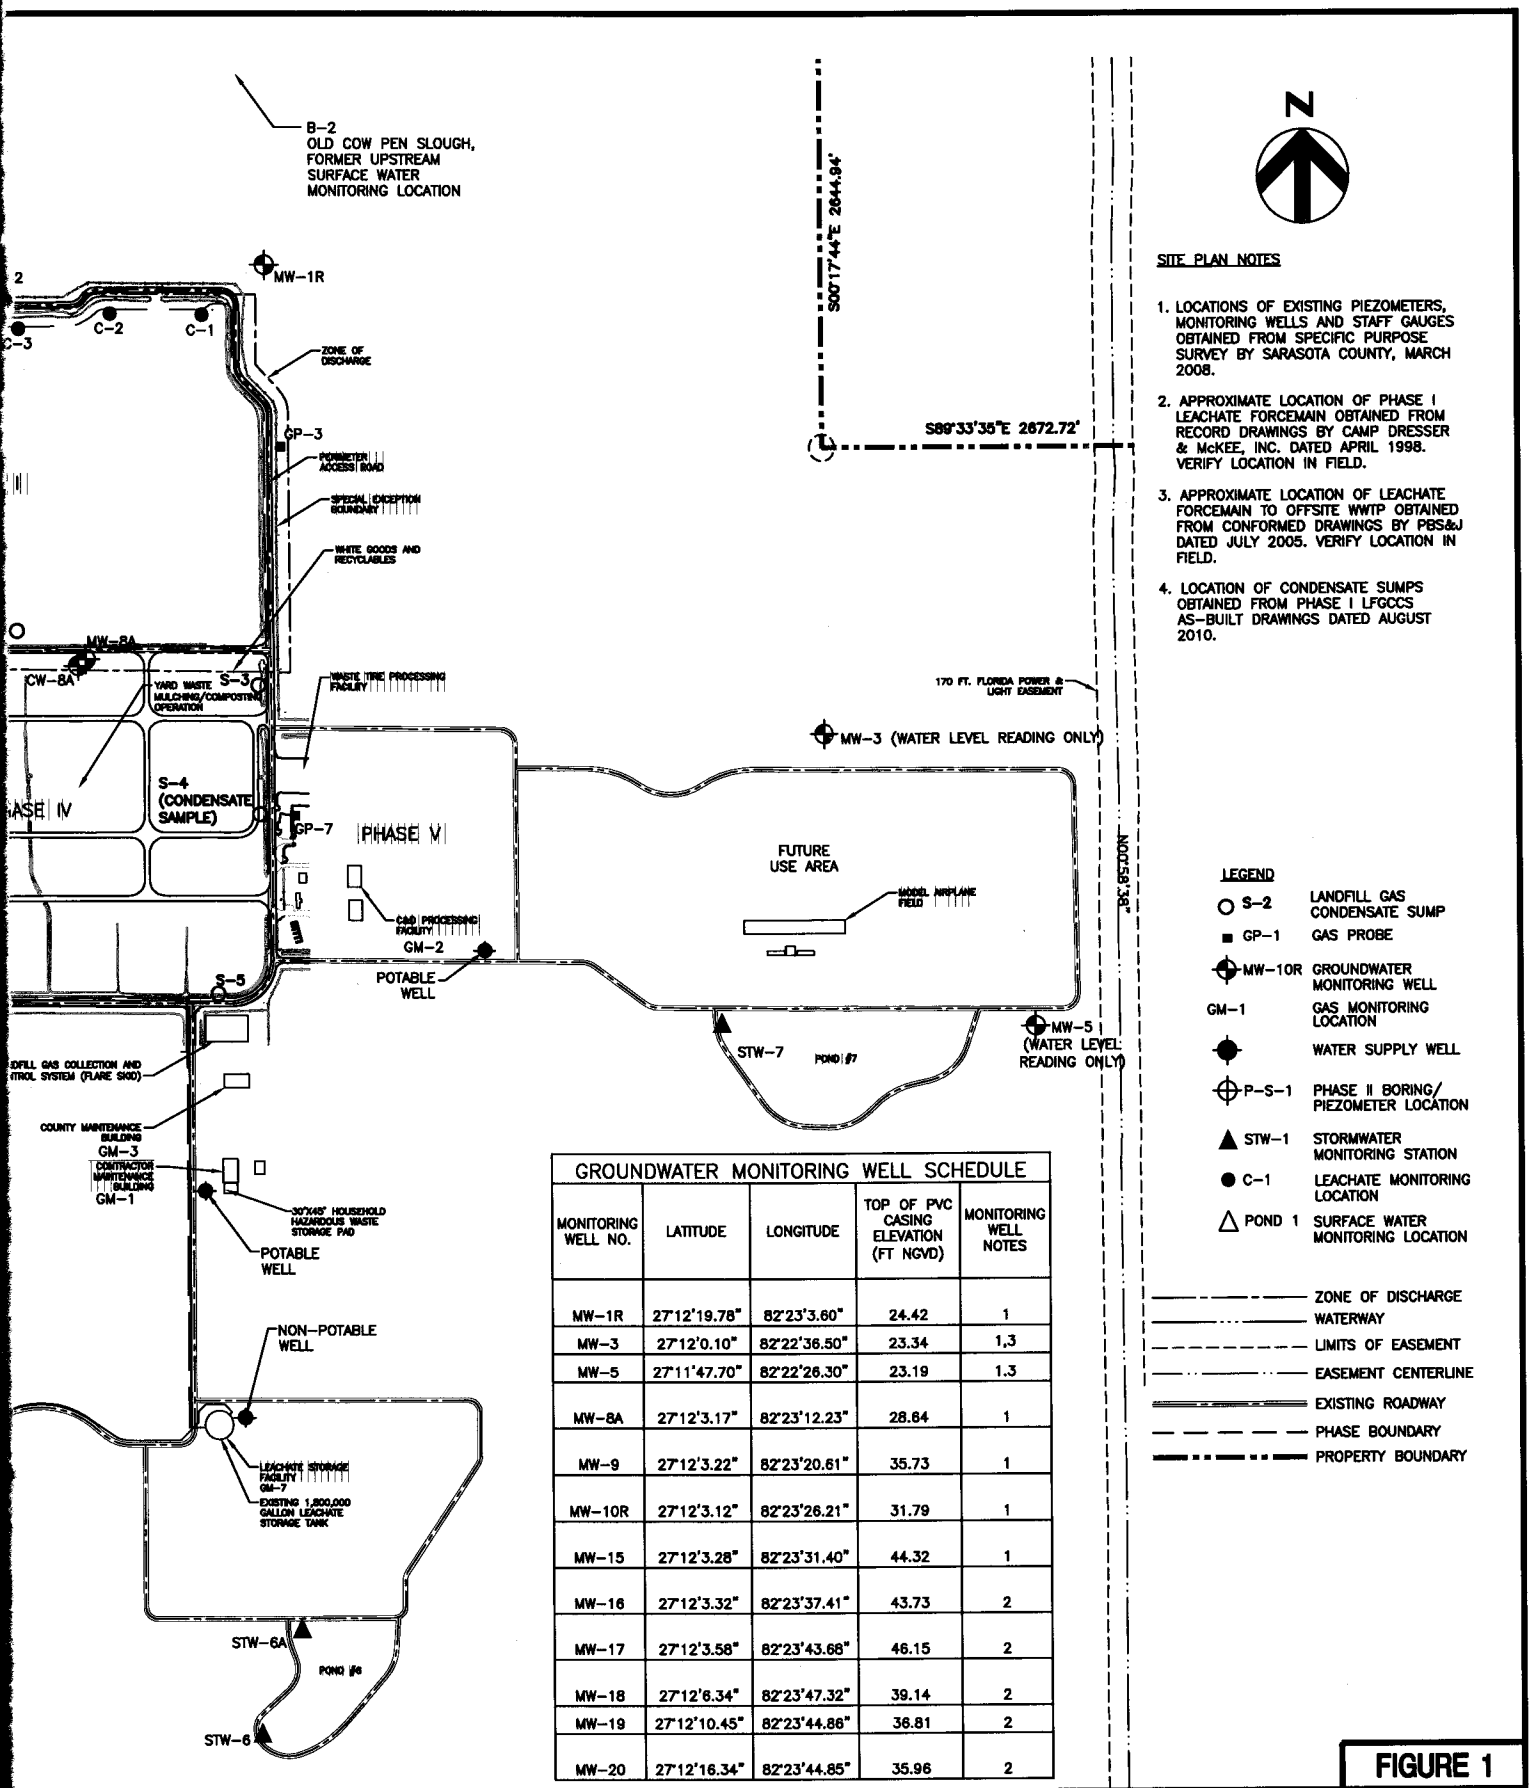 B-2
OLD COW PEN SLOUGH,
FORMER UPSTREAM
SURFACE WATER
MONITORING LOCATION
MW-1R
2
C-3
C-2
C-1
ZONE OF
DISCHARGE
GP-3
PERIMETER
ACCESS ROAD
SPECIAL EXCEPTION
BOUNDARY
WHITE GOODS AND
RECYCLABLES
MW-8A
CW-8A
YARD WASTE
MULCHING/COMPOSTING
OPERATION
S-3
WASTE TIRE PROCESSING
FACILITY
S-4
(CONDENSATE
SAMPLE)
ASE IV
GP-7
PHASE V
C&D PROCESSING
FACILITY
GM-2
POTABLE
WELL
S-5
S00°17'44"E 2644.94'
S89°33'35"E 2672.72'
170 FT. FLORIDA POWER &
LIGHT EASEMENT
MW-3 (WATER LEVEL READING ONLY)
FUTURE
USE AREA
MODEL AIRPLANE
FIELD
N00°58'38"
STW-7
POND #7
MW-5
(WATER LEVEL
READING ONLY)
DFILL GAS COLLECTION AND
TROL SYSTEM (FLARE SKID)
COUNTY MAINTENANCE
BUILDING
GM-3
CONTRACTOR
MAINTENANCE
BUILDING
GM-1
30'X45' HOUSEHOLD
HAZARDOUS WASTE
STORAGE PAD
POTABLE
WELL
NON-POTABLE
WELL
LEACHATE STORAGE
FACILITY
GM-7
EXISTING 1,800,000
GALLON LEACHATE
STORAGE TANK
STW-6A
POND #6
STW-6
N
SITE PLAN NOTES
1. LOCATIONS OF EXISTING PIEZOMETERS,
MONITORING WELLS AND STAFF GAUGES
OBTAINED FROM SPECIFIC PURPOSE
SURVEY BY SARASOTA COUNTY, MARCH
2008.
2. APPROXIMATE LOCATION OF PHASE I
LEACHATE FORCEMAIN OBTAINED FROM
RECORD DRAWINGS BY CAMP DRESSER
& McKEE, INC. DATED APRIL 1998.
VERIFY LOCATION IN FIELD.
3. APPROXIMATE LOCATION OF LEACHATE
FORCEMAIN TO OFFSITE WWTP OBTAINED
FROM CONFORMED DRAWINGS BY PBS&J
DATED JULY 2005. VERIFY LOCATION IN
FIELD.
4. LOCATION OF CONDENSATE SUMPS
OBTAINED FROM PHASE I LFGCCS
AS-BUILT DRAWINGS DATED AUGUST
2010.
LEGEND
S-2 LANDFILL GAS
CONDENSATE SUMP
GP-1 GAS PROBE
MW-10R GROUNDWATER
MONITORING WELL
GM-1 GAS MONITORING
LOCATION
WATER SUPPLY WELL
P-S-1 PHASE II BORING/
PIEZOMETER LOCATION
STW-1 STORMWATER
MONITORING STATION
C-1 LEACHATE MONITORING
LOCATION
POND 1 SURFACE WATER
MONITORING LOCATION
ZONE OF DISCHARGE
WATERWAY
LIMITS OF EASEMENT
EASEMENT CENTERLINE
EXISTING ROADWAY
PHASE BOUNDARY
PROPERTY BOUNDARY
GROUNDWATER MONITORING WELL SCHEDULE
MONITORING WELL NO. LATITUDE LONGITUDE TOP OF PVC CASING ELEVATION (FT NGVD) MONITORING WELL NOTES
MW-1R 27°12'19.78" 82°23'3.60" 24.42 1
MW-3 27°12'0.10" 82°22'36.50" 23.34 1,3
MW-5 27°11'47.70" 82°22'26.30" 23.19 1,3
MW-8A 27°12'3.17" 82°23'12.23" 28.64 1
MW-9 27°12'3.22" 82°23'20.61" 35.73 1
MW-10R 27°12'3.12" 82°23'26.21" 31.79 1
MW-15 27°12'3.28" 82°23'31.40" 44.32 1
MW-16 27°12'3.32" 82°23'37.41" 43.73 2
MW-17 27°12'3.58" 82°23'43.68" 46.15 2
MW-18 27°12'6.34" 82°23'47.32" 39.14 2
MW-19 27°12'10.45" 82°23'44.86" 36.81 2
MW-20 27°12'16.34" 82°23'44.85" 35.96 2
FIGURE 1